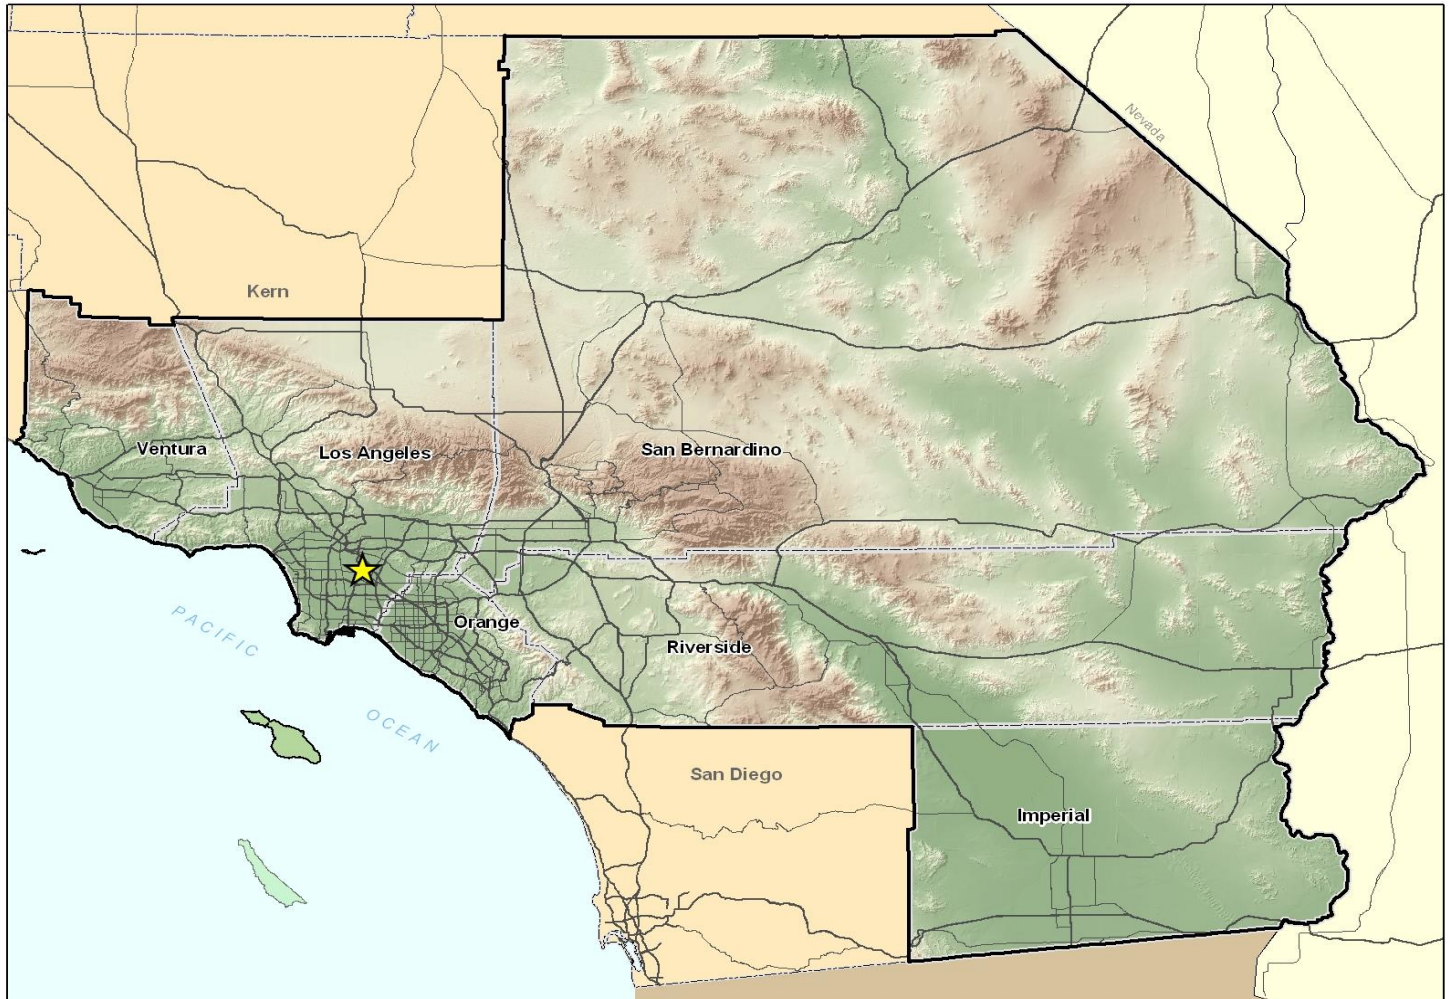 Nevada
Kern
Ventura
Los Angeles
San Bernardino
PACIFIC
Orange
Riverside
OCEAN
San Diego
Imperial